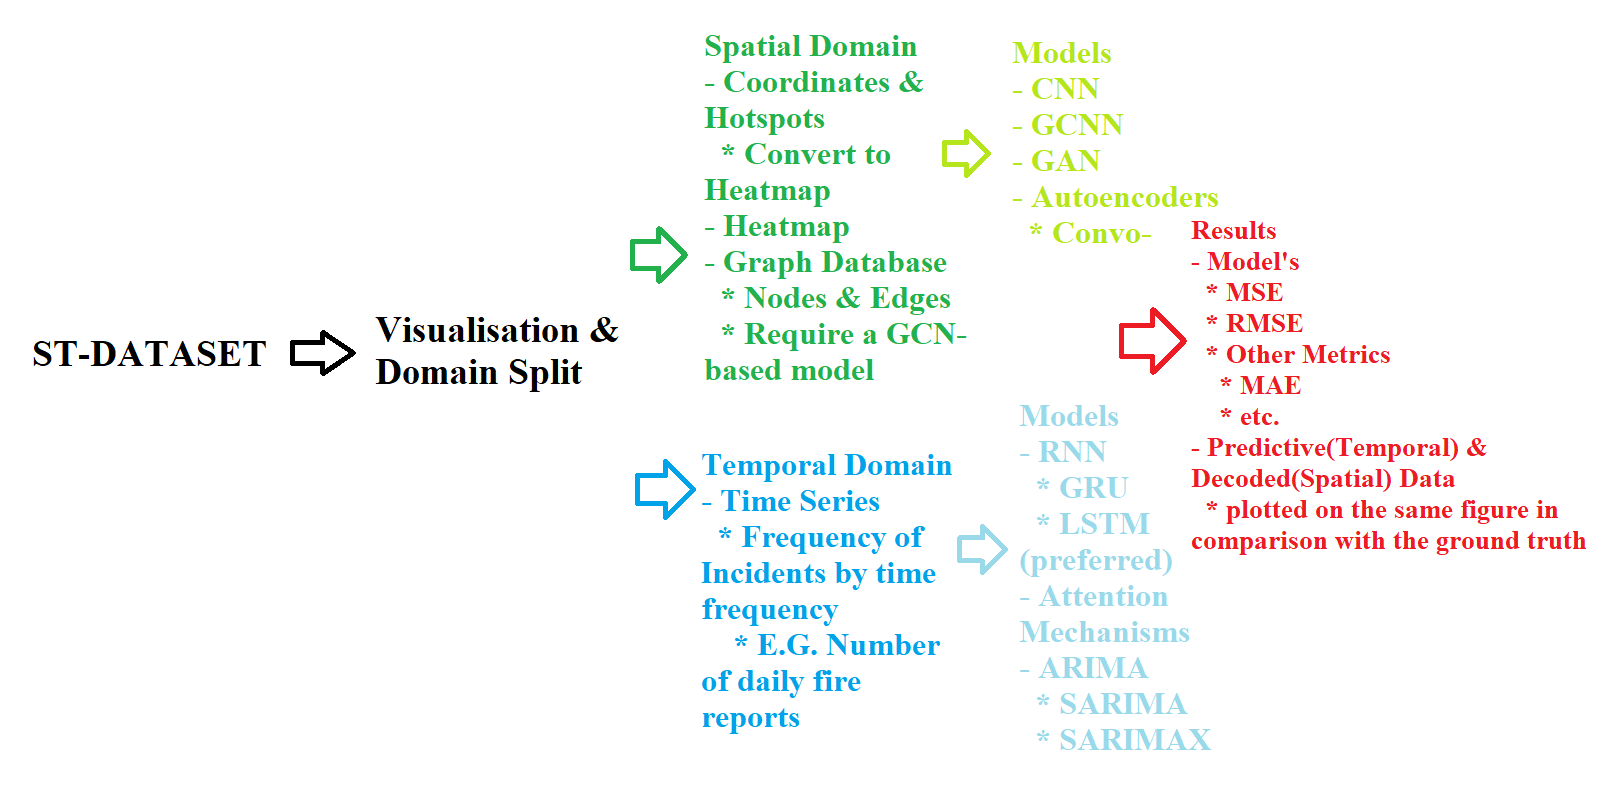 ST-DATASET
Visualisation &
Domain Split
Spatial Domain
- Coordinates &
Hotspots
* Convert to
Heatmap
- Heatmap
- Graph Database
* Nodes & Edges
* Require a GCN-
based model
Models
- CNN
- GCNN
- GAN
- Autoencoders
* Convo-
Temporal Domain
- Time Series
* Frequency of
Incidents by time
frequency
* E.G. Number
of daily fire
reports
Models
- RNN
* GRU
* LSTM
(preferred)
- Attention
Mechanisms
- ARIMA
* SARIMA
* SARIMAX
Results
- Model's
* MSE
* RMSE
* Other Metrics
* MAE
* etc.
- Predictive(Temporal) &
Decoded(Spatial) Data
* plotted on the same figure in
comparison with the ground truth